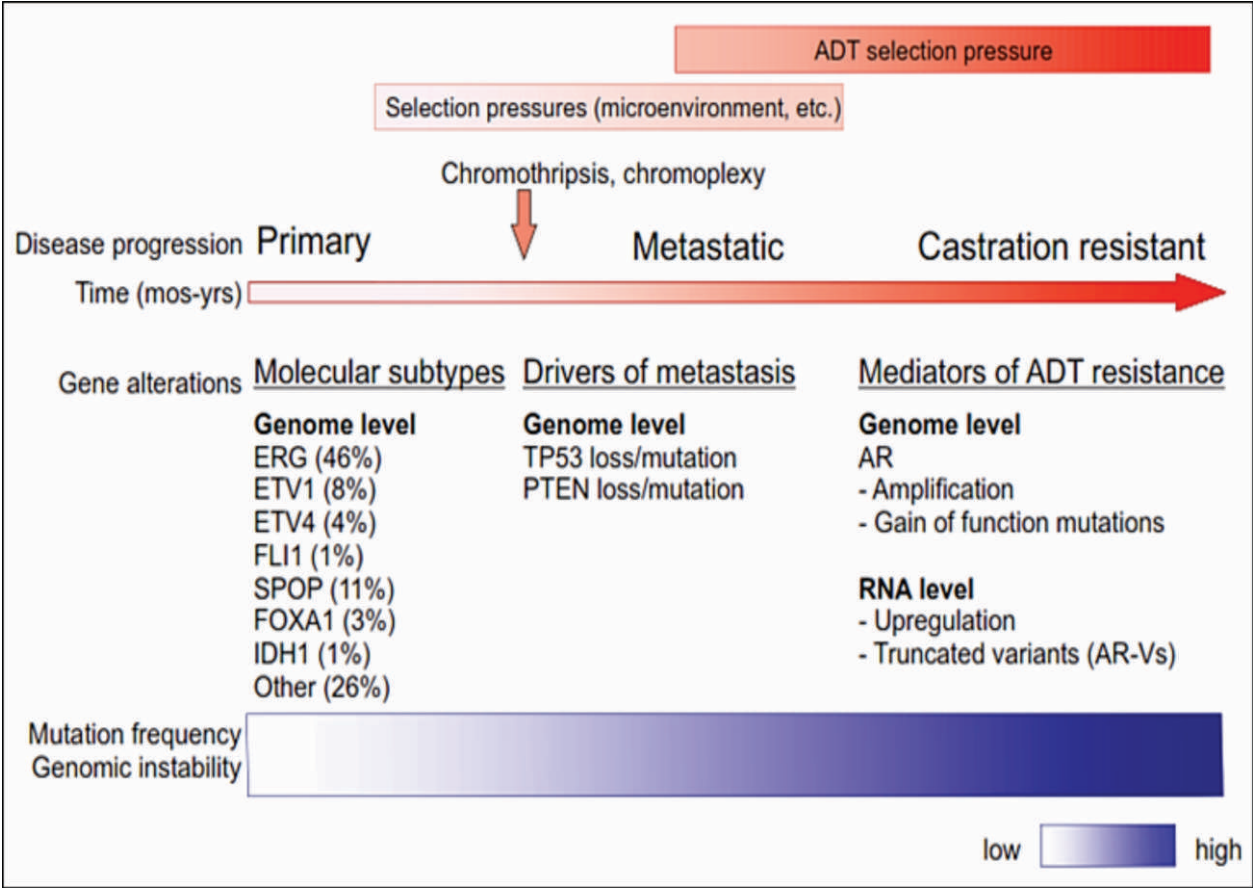 ADT selection pressure
Selection pressures (microenvironment, etc.)
Chromothripsis, chromoplexy
Disease progression Primary Metastatic Castration resistant
Time (mos-yrs)
Gene alterations Molecular subtypes Drivers of metastasis Mediators of ADT resistance
Genome level Genome level Genome level
ERG (46%) TP53 loss/mutation AR
ETV1 (8%) PTEN loss/mutation - Amplification
ETV4 (4%) - Gain of function mutations
FLI1 (1%)
SPOP (11%) RNA level
FOXA1 (3%) - Upregulation
IDH1 (1%) - Truncated variants (AR-Vs)
Other (26%)
Mutation frequency
Genomic instability
low high